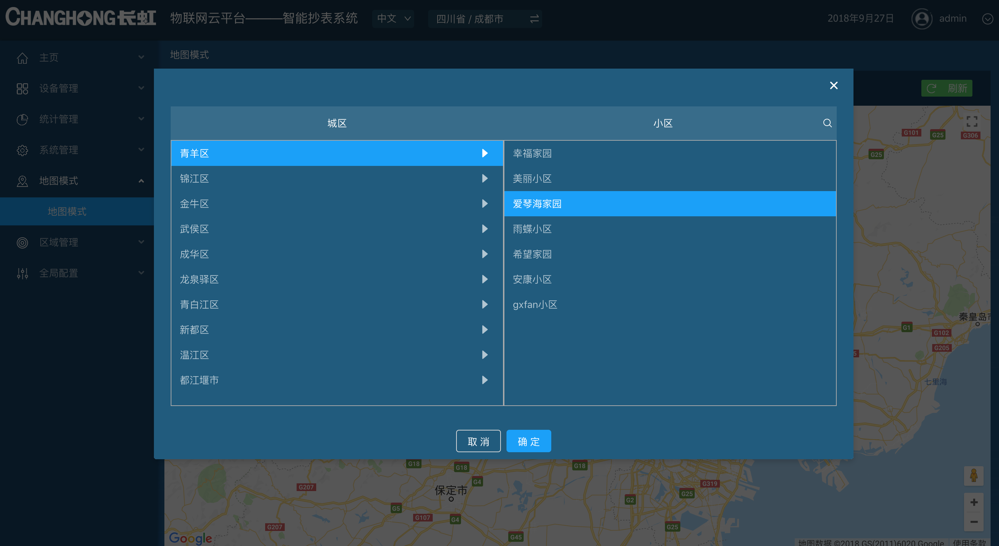 CHANGHONG长虹 物联网云平台———智能抄表系统 中文 四川省 / 成都市 2018年9月27日 admin
主页
设备管理
统计管理
系统管理
地图模式
地图模式
区域管理
全局配置
地图模式
刷新
城区 小区
青羊区
锦江区
金牛区
武侯区
成华区
龙泉驿区
青白江区
新都区
温江区
都江堰市
幸福家园
美丽小区
爱琴海家园
雨蝶小区
希望家园
安康小区
gxfan小区
取 消 确 定
G101
G25
G306
G25
秦皇岛市
G1
G102
G205
5
七里海
G18
G18
G18
G4
G207
保定市
G319
G25
G2
G5
G107
G4
G207
G25
G45
Google
地图数据 ©2018 GS(2011)6020 Google 使用条款